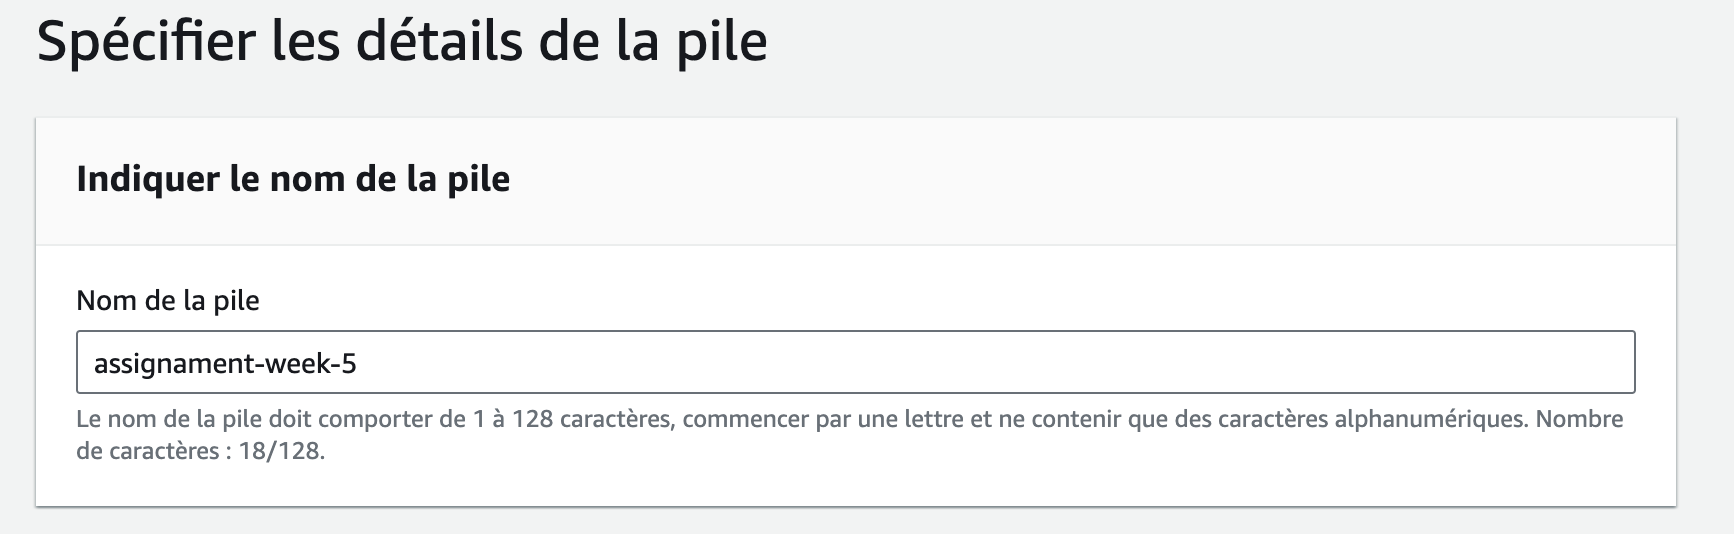 Spécifier les détails de la pile
Indiquer le nom de la pile
Nom de la pile
assignament-week-5
Le nom de la pile doit comporter de 1 à 128 caractères, commencer par une lettre et ne contenir que des caractères alphanumériques. Nombre
de caractères : 18/128.